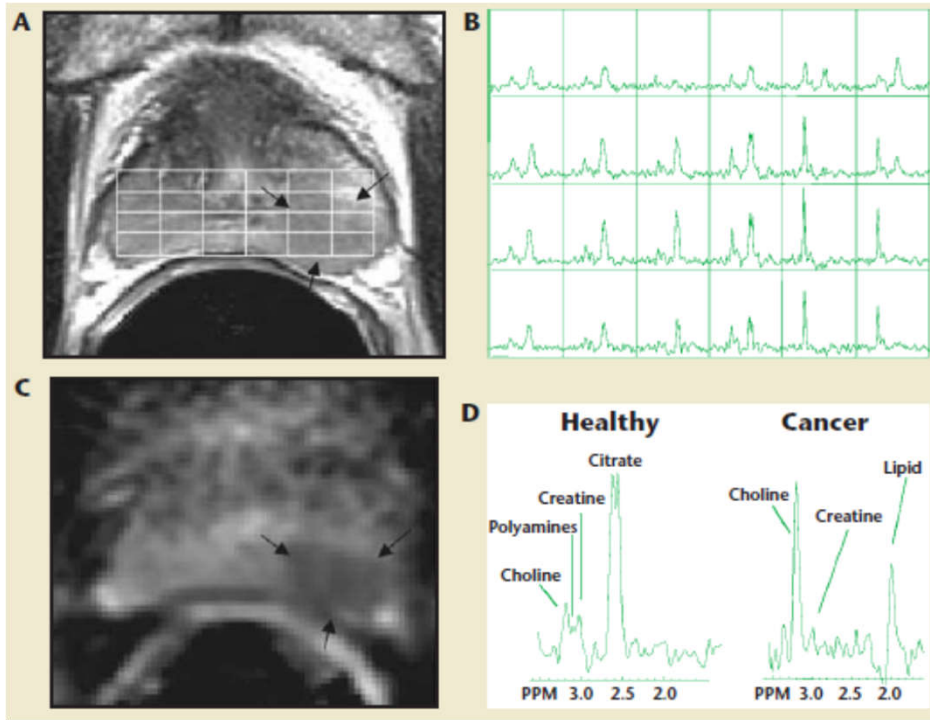 A
B
C
D
Healthy
Cancer
Citrate
Creatine
Polyamines
Choline
Lipid
Choline
Creatine
PPM 3.0 2.5 2.0
PPM 3.0 2.5 2.0